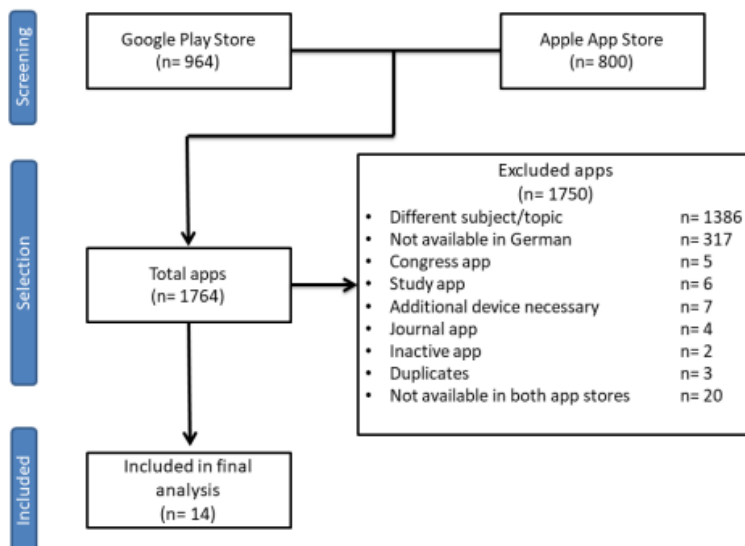 Screening
Google Play Store
(n= 964)
Apple App Store
(n= 800)
Selection
Total apps
(n= 1764)
Excluded apps
(n= 1750)
• Different subject/topic n= 1386
• Not available in German n= 317
• Congress app n= 5
• Study app n= 6
• Additional device necessary n= 7
• Journal app n= 4
• Inactive app n= 2
• Duplicates n= 3
• Not available in both app stores n= 20
Included
Included in final
analysis
(n= 14)